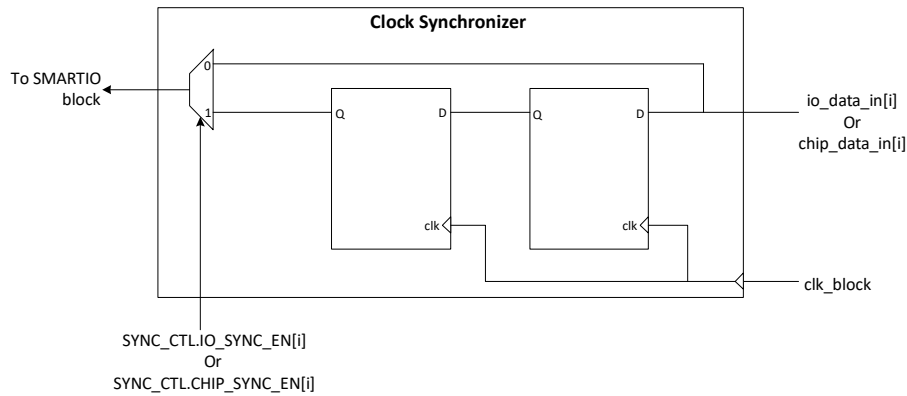 Clock Synchronizer
To SMARTIO
block
0
1
Q
D
Q
D
io_data_in[i]
Or
chip_data_in[i]
clk
clk
clk_block
SYNC_CTL.IO_SYNC_EN[i]
Or
SYNC_CTL.CHIP_SYNC_EN[i]